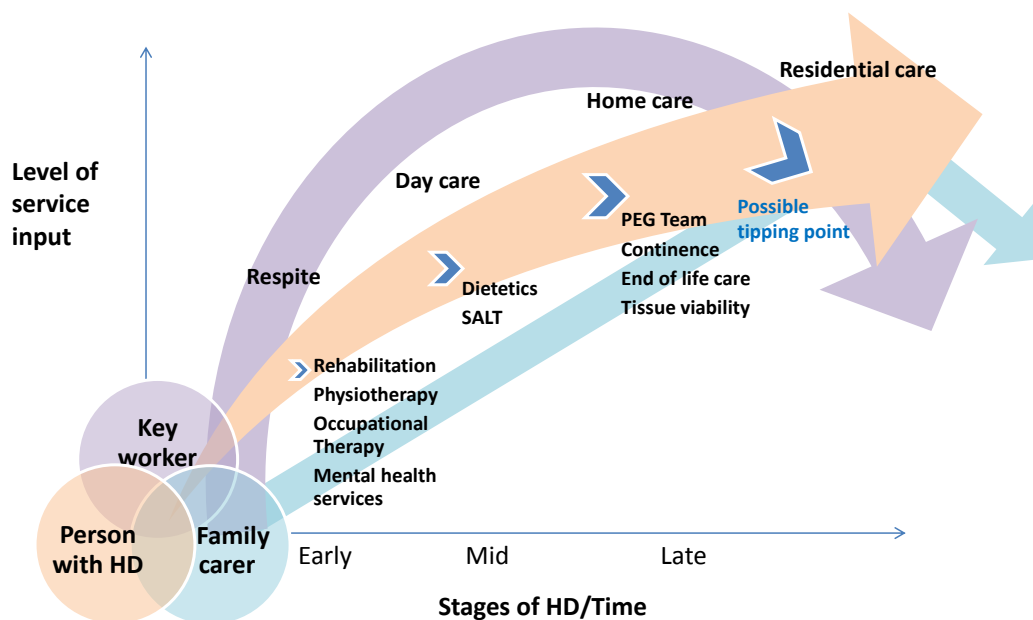 Residential care
Home care
Level of
service
input
Day care
Possible
tipping point
PEG Team
Continence
End of life care
Tissue viability
Respite
Dietetics
SALT
Rehabilitation
Physiotherapy
Occupational
Therapy
Mental health
services
Key
worker
Person
with HD
Family
carer
Early
Mid
Late
Stages of HD/Time